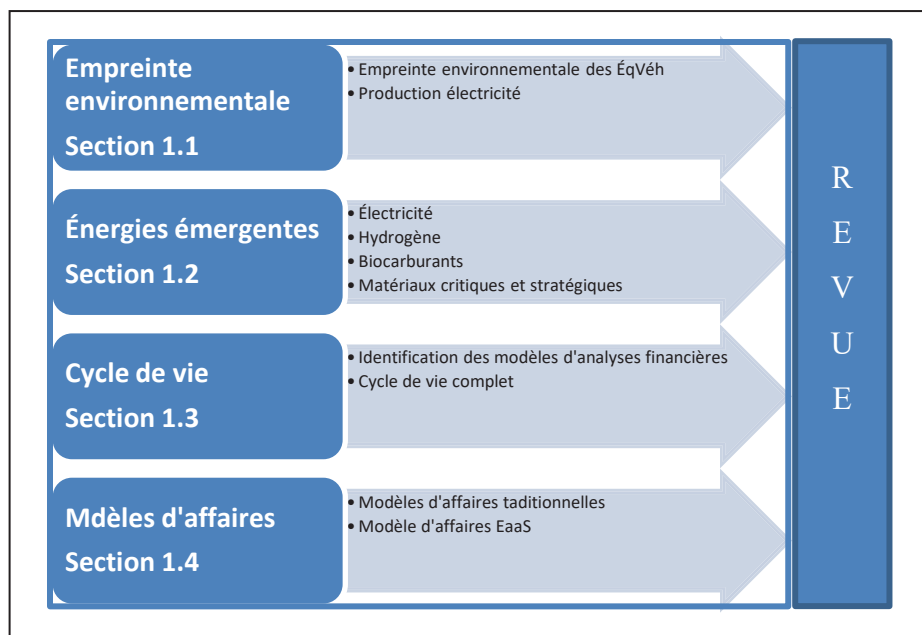 Empreinte
environnementale
Section 1.1
• Empreinte environnementale des ÉqVéh
• Production électricité
Énergies émergentes
Section 1.2
• Électricité
• Hydrogène
• Biocarburants
• Matériaux critiques et stratégiques
Cycle de vie
Section 1.3
• Identification des modèles d'analyses financières
• Cycle de vie complet
Mdèles d'affaires
Section 1.4
• Modèles d'affaires taditionnelles
• Modèle d'affaires EaaS
R
E
V
U
E